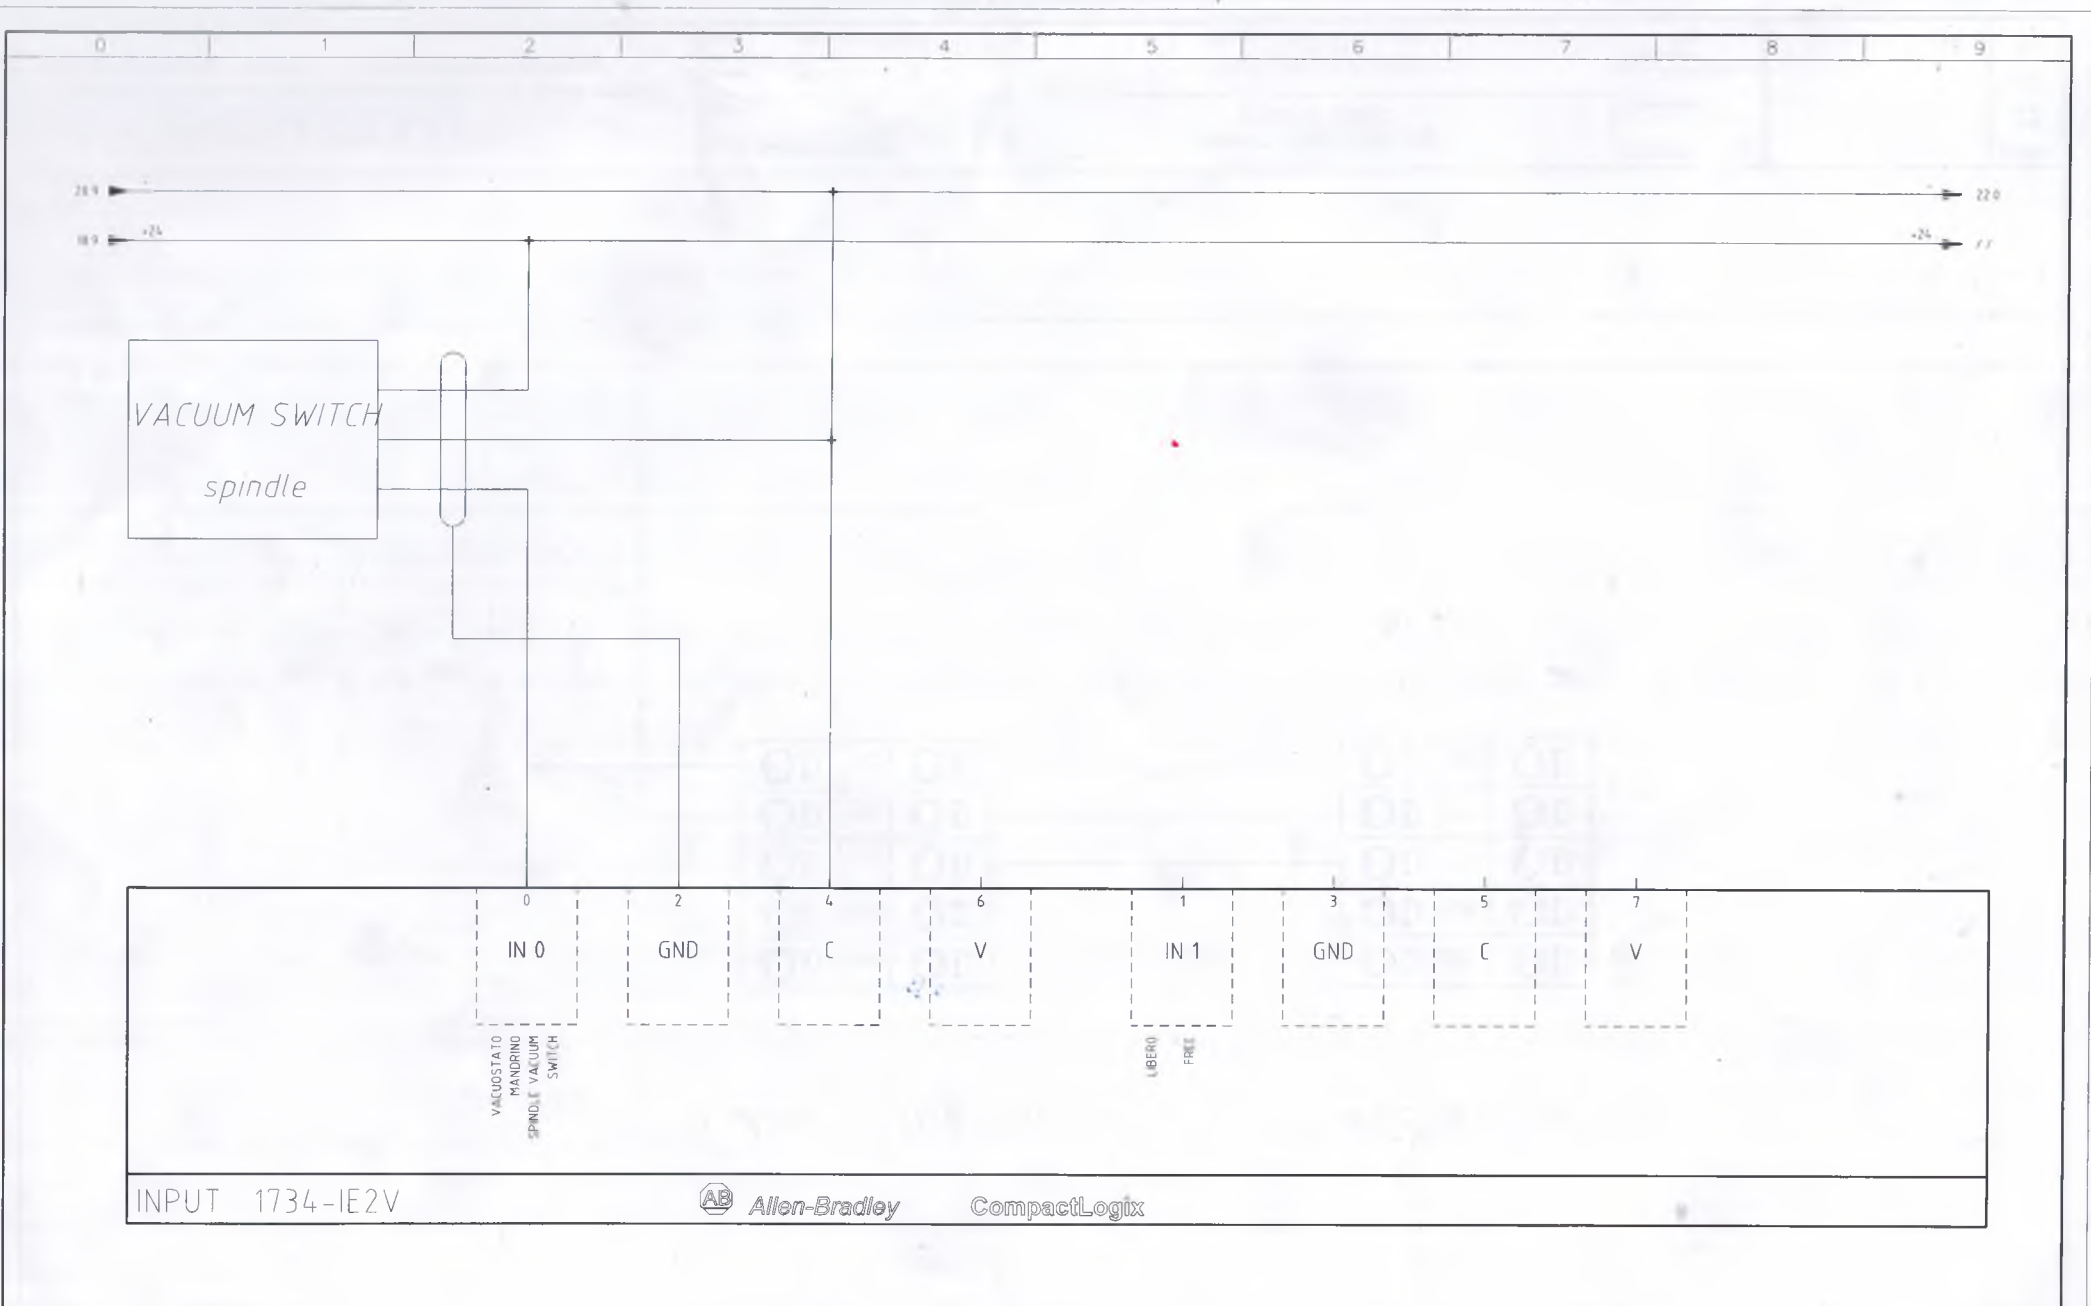 0 1 2 3 4 5 6 7 8 9
22.0
+24
+24
VACUUM SWITCH
spindle
0 2 4 6 1 3 5 7
IN 0 GND C V IN 1 GND C V
VACUOSTATO
MANDRINO
SPINDLE VACUUM
SWITCH
LIBERO
FREE
INPUT 1734-IE2V AB Allen-Bradley CompactLogix